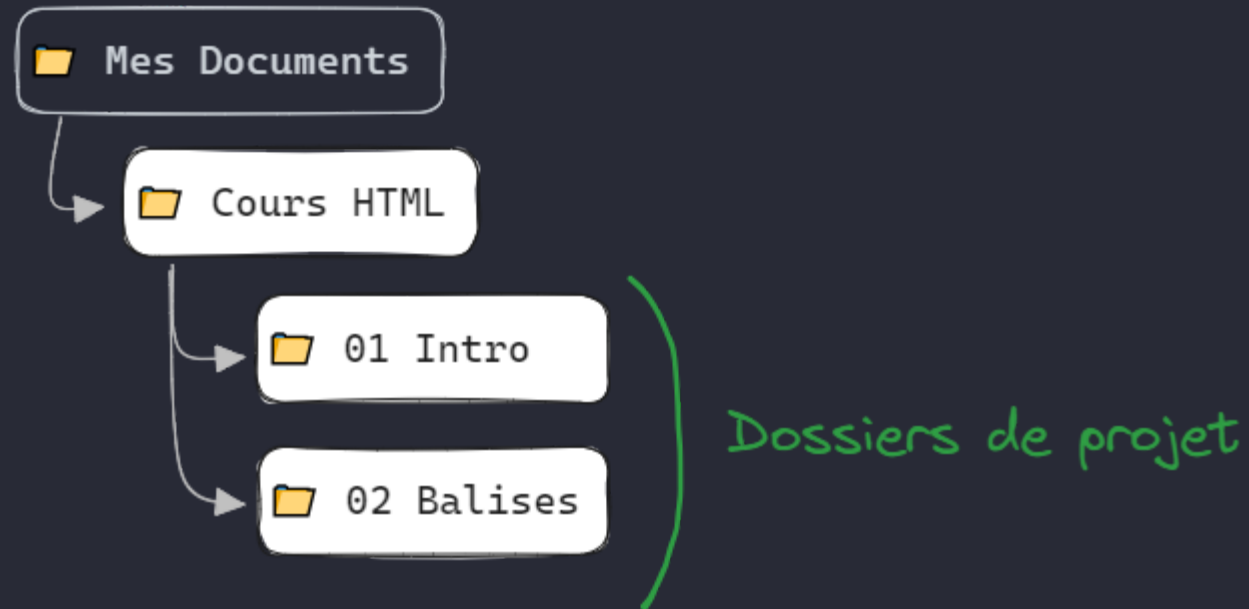 Mes Documents
Cours HTML
01 Intro
Dossiers de projet
02 Balises